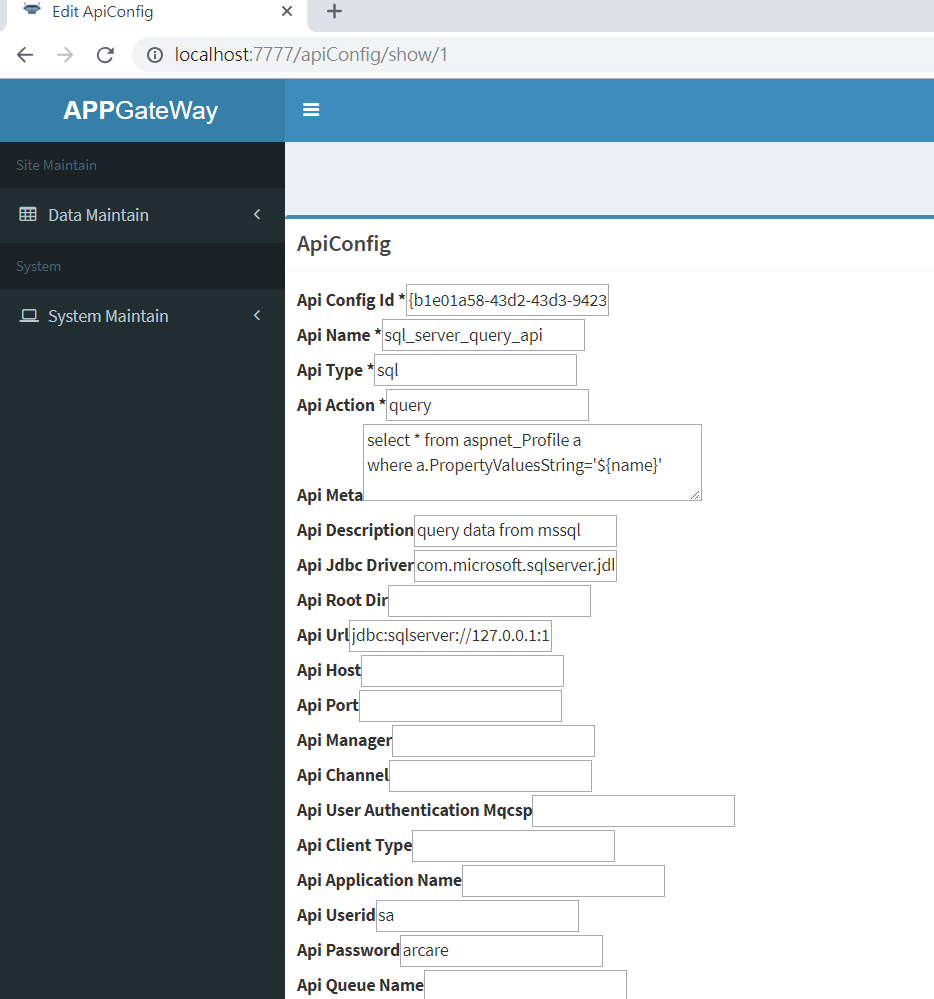 Edit ApiConfig
localhost:7777/apiConfig/show/1
APPGateWay
Site Maintain
Data Maintain
System
System Maintain
ApiConfig
Api Config Id * {b1e01a58-43d2-43d3-9423
Api Name * sql_server_query_api
Api Type * sql
Api Action * query
select * from aspnet_Profile a
where a.PropertyValuesString='${name}'
Api Meta
Api Description query data from mssql
Api Jdbc Driver com.microsoft.sqlserver.jdl
Api Root Dir
Api Url jdbc:sqlserver://127.0.0.1:1
Api Host
Api Port
Api Manager
Api Channel
Api User Authentication Mqcsp
Api Client Type
Api Application Name
Api Userid sa
Api Password arcare
Api Queue Name